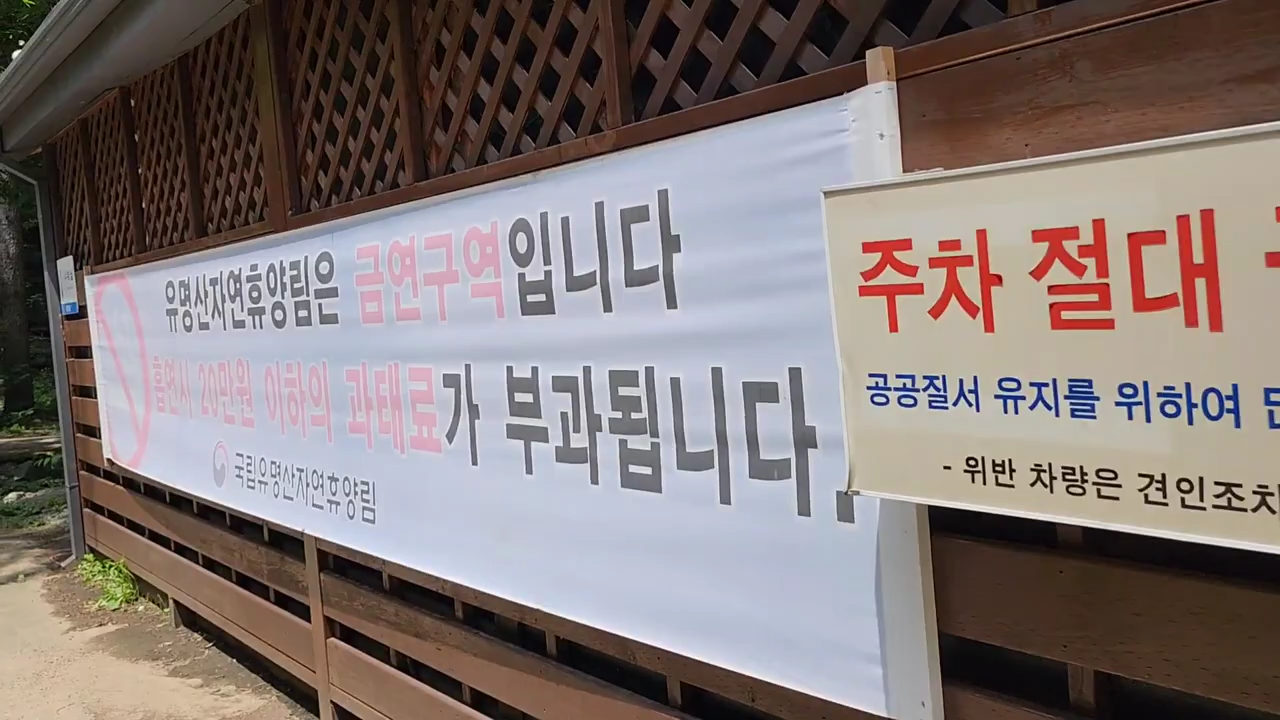 유명산자연휴양림은 금연구역입니다
흡연시 20만원 이하의 과태료가 부과됩니다.
국립유명산자연휴양림
주차 절대
공공질서 유지를 위하여
- 위반 차량은 견인조치